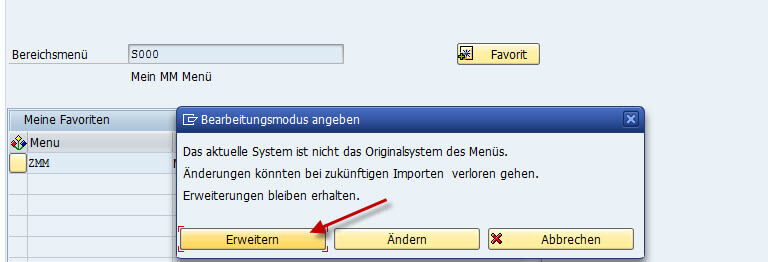 Bereichsmenü S000 Favorit
Mein MM Menü
Meine Favoriten
Menu
ZMM
Bearbeitungsmodus angeben
Das aktuelle System ist nicht das Originalsystem des Menüs.
Änderungen könnten bei zukünftigen Importen verloren gehen.
Erweiterungen bleiben erhalten.
Erweitern Ändern Abbrechen